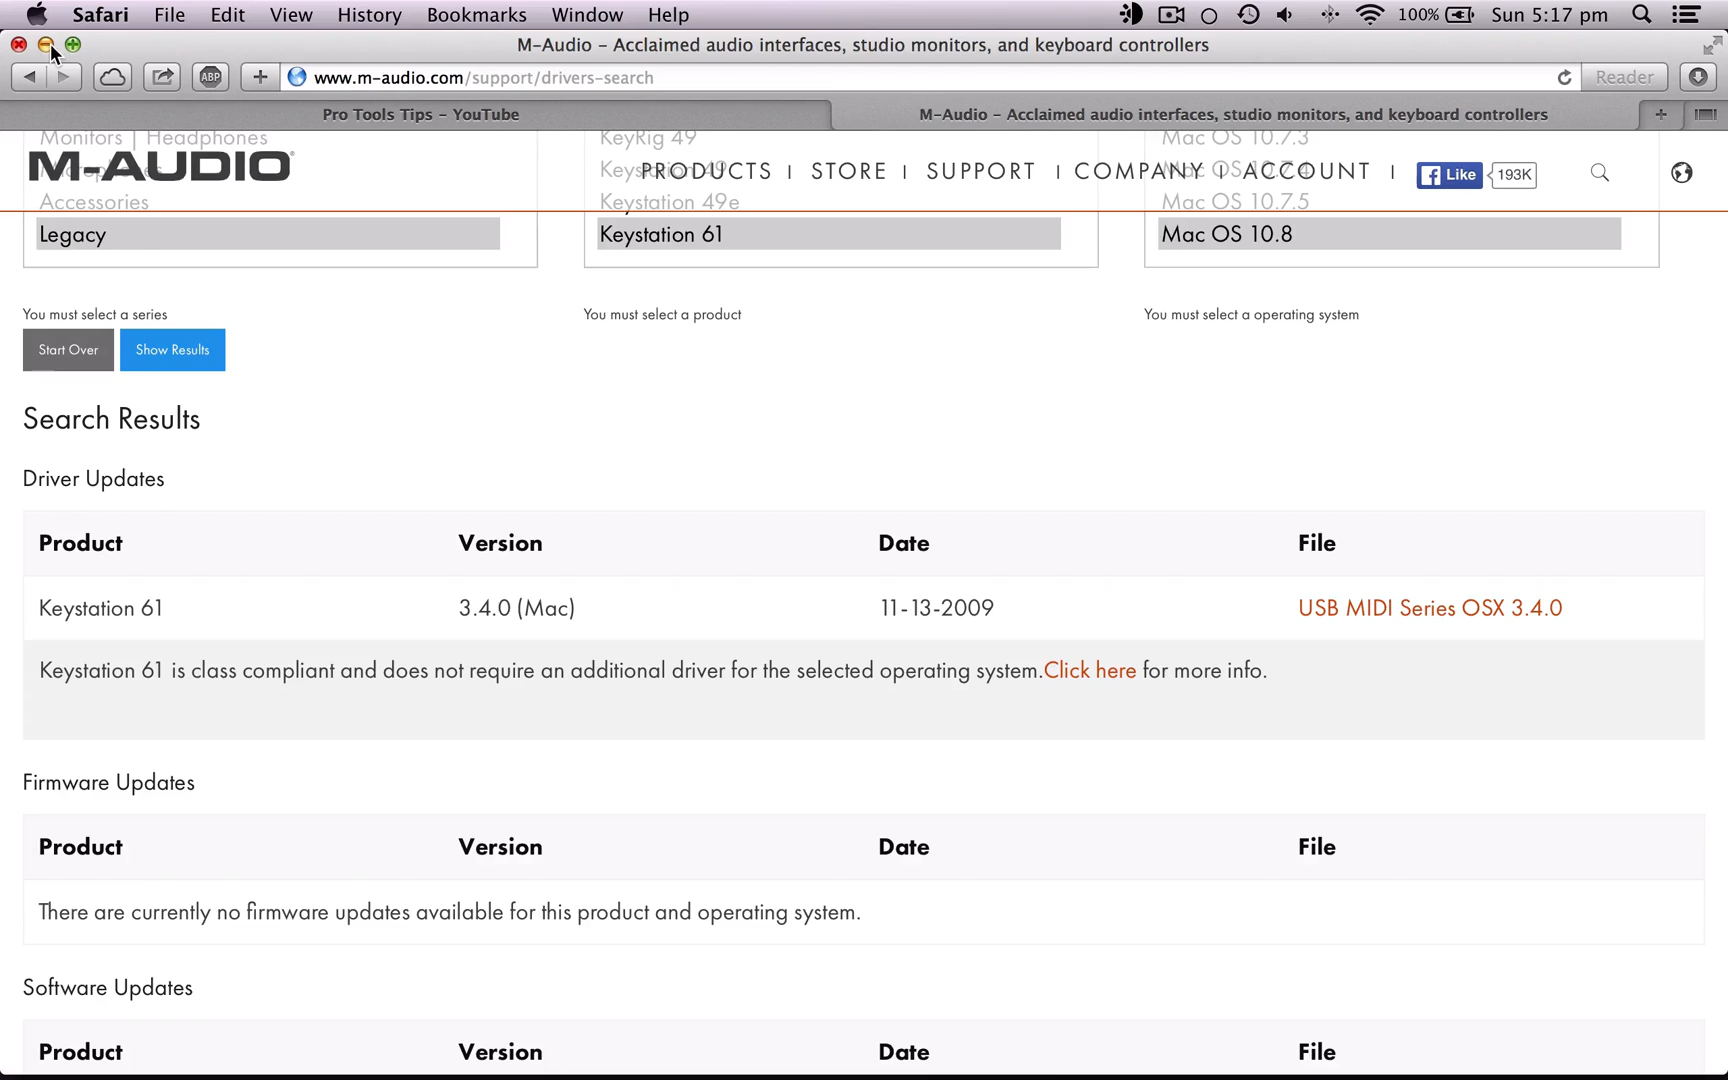 Safari File Edit View History Bookmarks Window Help 100% Sun 5:17 pm
M-Audio – Acclaimed audio interfaces, studio monitors, and keyboard controllers
ABP + www.m-audio.com/support/drivers-search Reader
Pro Tools Tips – YouTube M-Audio – Acclaimed audio interfaces, studio monitors, and keyboard controllers +
Monitors | Headphones KeyRig 49 Mac OS 10.7.3
M-AUDIO PRODUCTS | STORE | SUPPORT | COMPANY | ACCOUNT | Like 193K
Accessories Keystation 49e Mac OS 10.7.5
Legacy Keystation 61 Mac OS 10.8
You must select a series You must select a product You must select a operating system
Start Over Show Results
Search Results
Driver Updates
Product Version Date File
Keystation 61 3.4.0 (Mac) 11-13-2009 USB MIDI Series OSX 3.4.0
Keystation 61 is class compliant and does not require an additional driver for the selected operating system.Click here for more info.
Firmware Updates
Product Version Date File
There are currently no firmware updates available for this product and operating system.
Software Updates
Product Version Date File